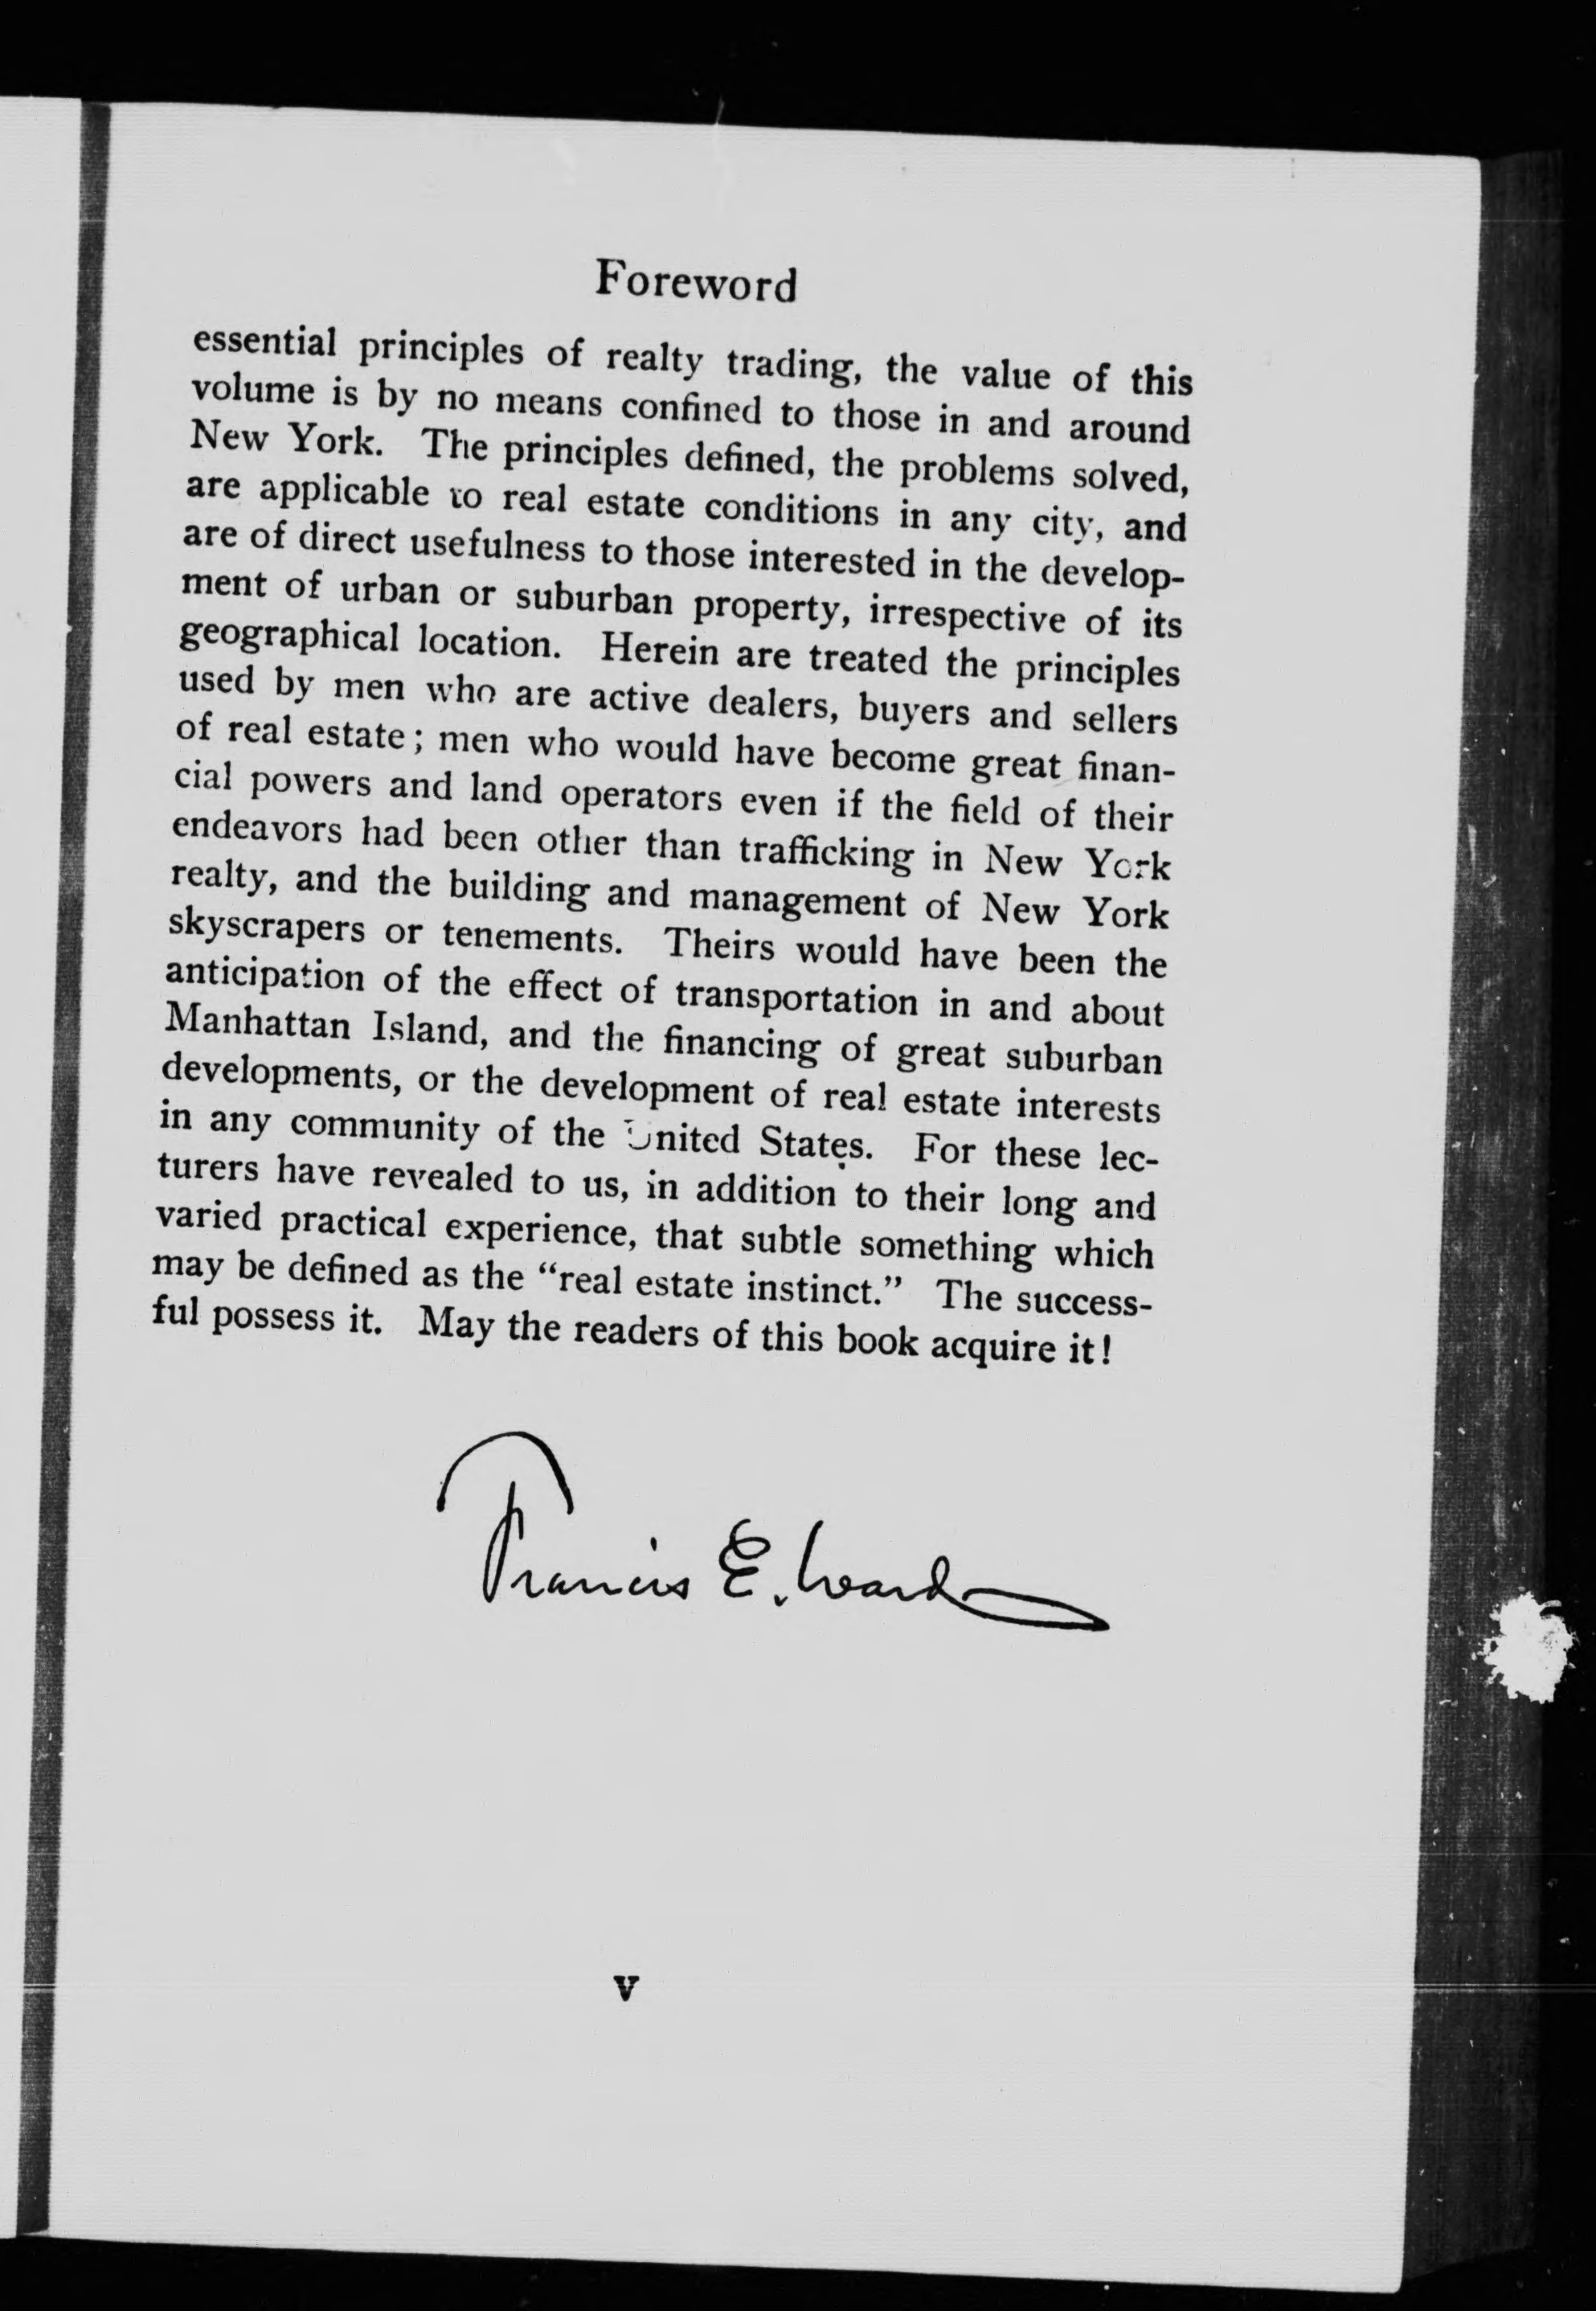 Foreword
essential principles of realty trading, the value of this
volume is by no means confined to those in and around
New York. The principles defined, the problems solved,
are applicable to real estate conditions in any city, and
are of direct usefulness to those interested in the develop-
ment of urban or suburban property, irrespective of its
geographical location. Herein are treated the principles
used by men who are active dealers, buyers and sellers
of real estate; men who would have become great finan-
cial powers and land operators even if the field of their
endeavors had been other than trafficking in New York
realty, and the building and management of New York
skyscrapers or tenements. Theirs would have been the
anticipation of the effect of transportation in and about
Manhattan Island, and the financing of great suburban
developments, or the development of real estate interests
in any community of the United States. For these lec-
turers have revealed to us, in addition to their long and
varied practical experience, that subtle something which
may be defined as the “real estate instinct.” The success-
ful possess it. May the readers of this book acquire it!
Francis E. Ward
v